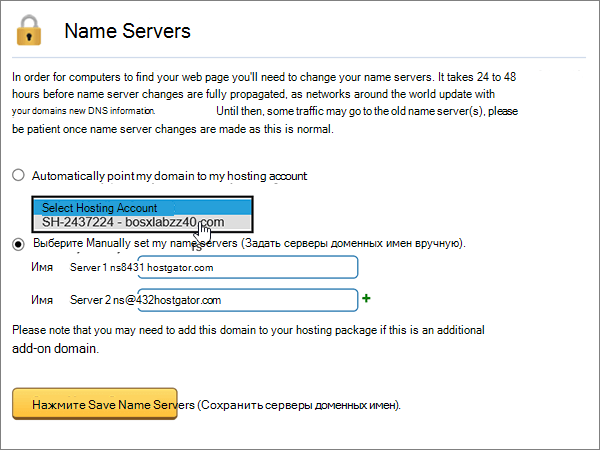 Name Servers
In order for computers to find your web page you'll need to change your name servers. It takes 24 to 48
hours before name server changes are fully propagated, as networks around the world update with
your domains new DNS information. Until then, some traffic may go to the old name server(s), please
be patient once name server changes are made as this is normal.
Automatically point my domain to my hosting account
Select Hosting Account
SH-2437224 - bosxlabzz40.com
Выберите Manually set my name servers (Задать серверы доменных имен вручную).
rs
Имя Server 1 ns8431 hostgator.com
Имя Server 2 ns@432hostgator.com
Please note that you may need to add this domain to your hosting package if this is an additional
add-on domain.
Нажмите Save Name Servers (Сохранить серверы доменных имен).